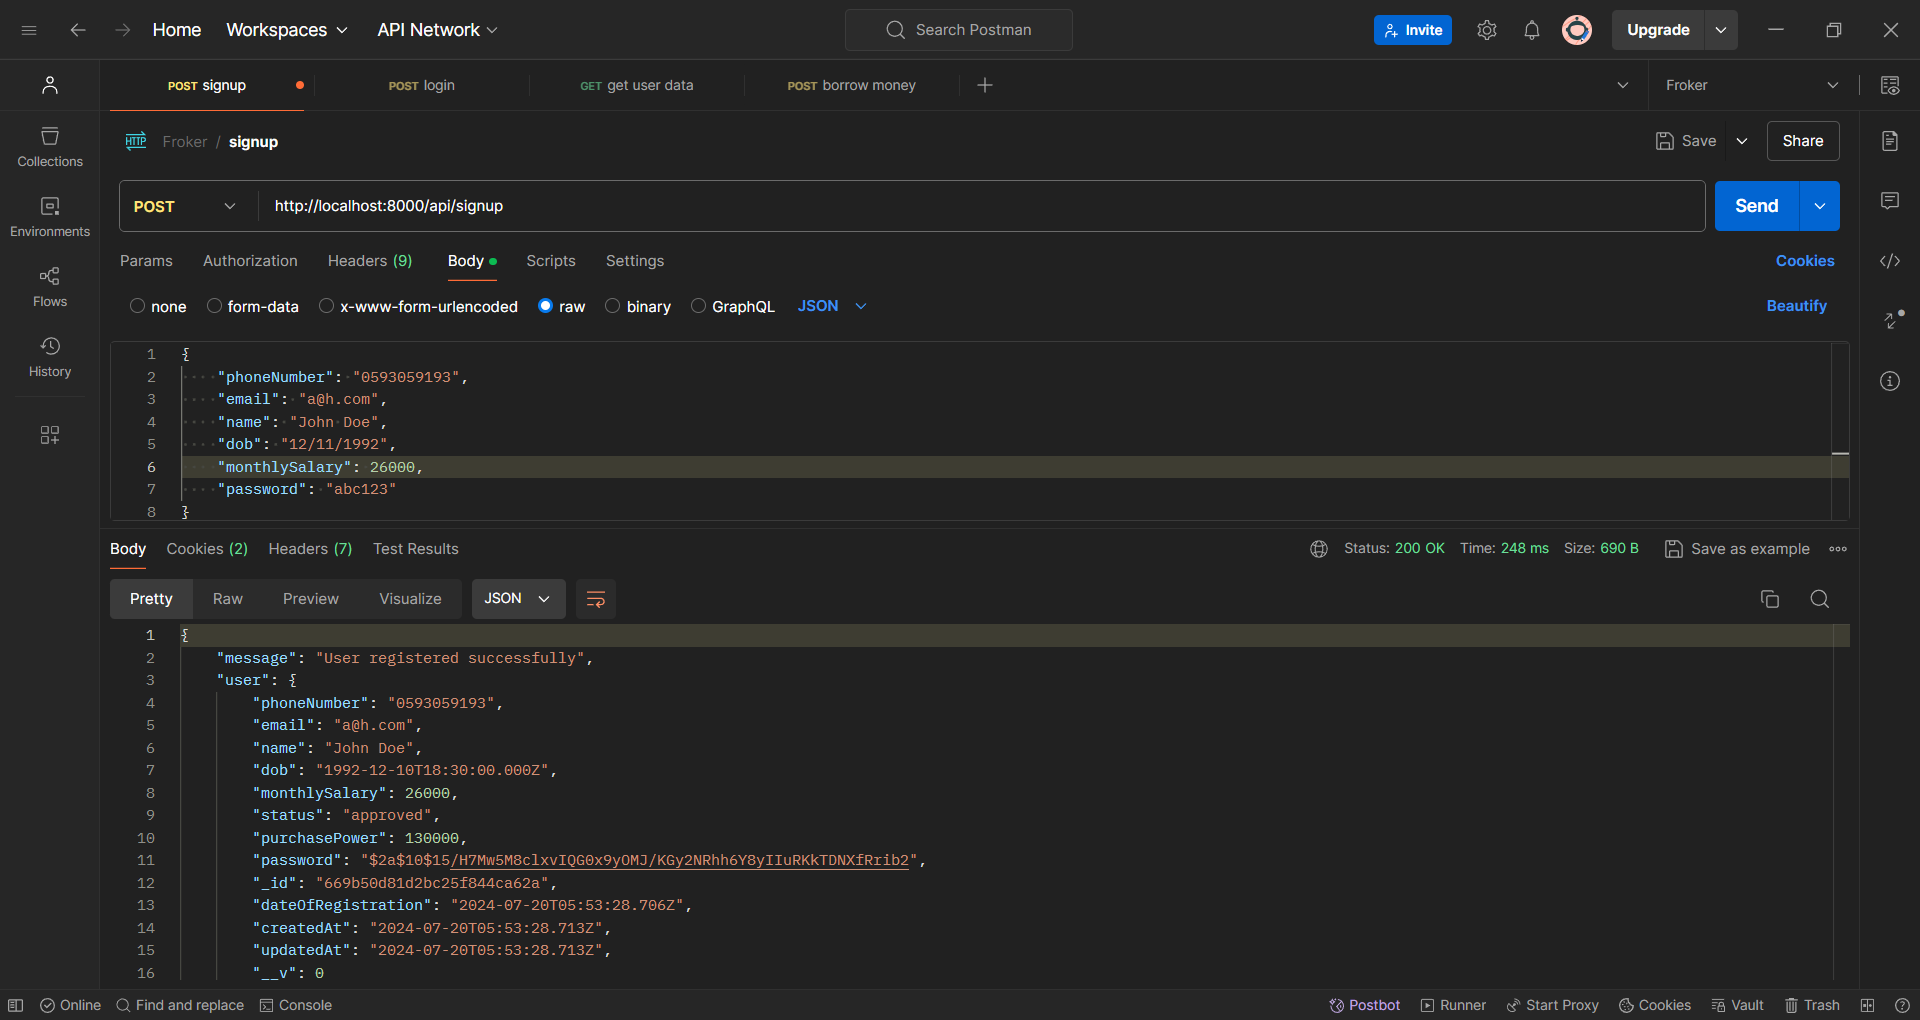 Home Workspaces API Network Search Postman Invite Upgrade
POST signup POST login GET get user data POST borrow money Froker
Froker / signup Save Share
Collections
Environments
Flows
History
POST http://localhost:8000/api/signup Send
Params Authorization Headers (9) Body Scripts Settings Cookies
none form-data x-www-form-urlencoded raw binary GraphQL JSON Beautify
1 {
2 "phoneNumber": "0593059193",
3 "email": "a@h.com",
4 "name": "John Doe",
5 "dob": "12/11/1992",
6 "monthlySalary": 26000,
7 "password": "abc123"
8 }
Body Cookies (2) Headers (7) Test Results Status: 200 OK Time: 248 ms Size: 690 B Save as example
Pretty Raw Preview Visualize JSON
1 {
2 "message": "User registered successfully",
3 "user": {
4 "phoneNumber": "0593059193",
5 "email": "a@h.com",
6 "name": "John Doe",
7 "dob": "1992-12-10T18:30:00.000Z",
8 "monthlySalary": 26000,
9 "status": "approved",
10 "purchasePower": 130000,
11 "password": "$2a$10$15/H7Mw5M8clxvIQG0x9yOMJ/KGy2NRhh6Y8yIIuRKkTDNXfRrib2",
12 "_id": "669b50d81d2bc25f844ca62a",
13 "dateOfRegistration": "2024-07-20T05:53:28.706Z",
14 "createdAt": "2024-07-20T05:53:28.713Z",
15 "updatedAt": "2024-07-20T05:53:28.713Z",
16 "__v": 0
Online Find and replace Console Postbot Runner Start Proxy Cookies Vault Trash